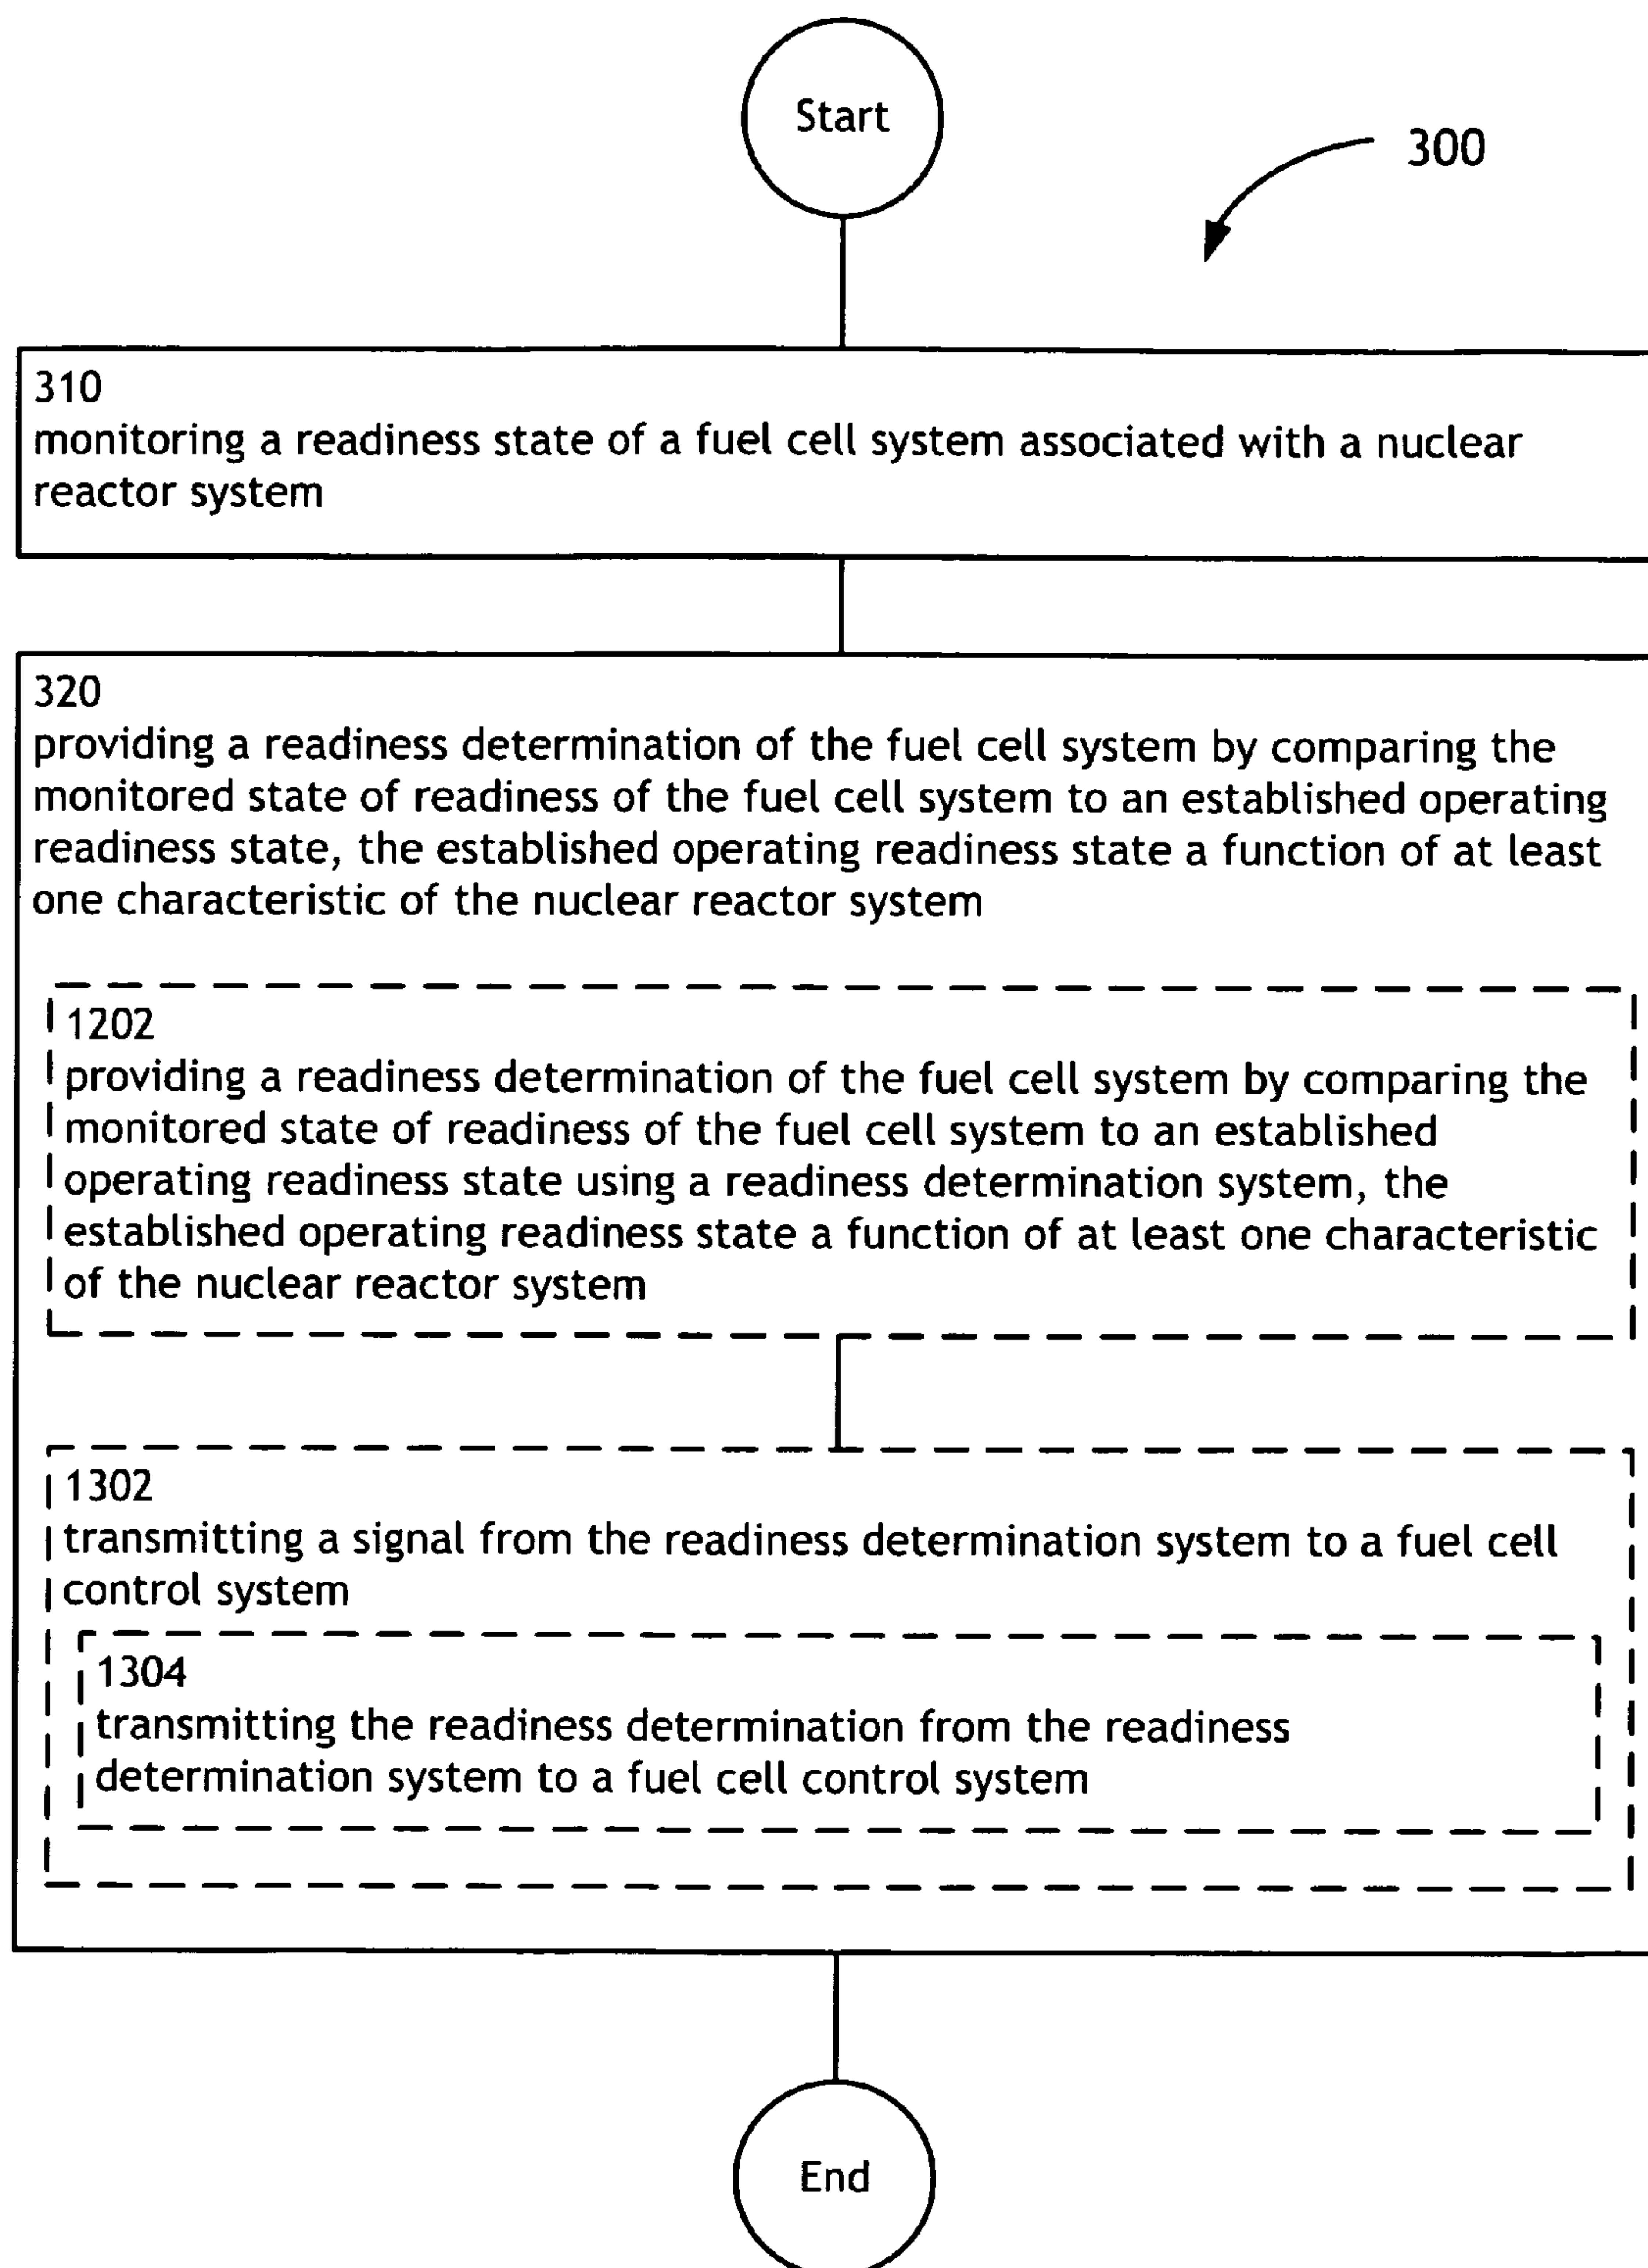 Start
300
310
monitoring a readiness state of a fuel cell system associated with a nuclear
reactor system
320
providing a readiness determination of the fuel cell system by comparing the
monitored state of readiness of the fuel cell system to an established operating
readiness state, the established operating readiness state a function of at least
one characteristic of the nuclear reactor system
1202
providing a readiness determination of the fuel cell system by comparing the
monitored state of readiness of the fuel cell system to an established
operating readiness state using a readiness determination system, the
established operating readiness state a function of at least one characteristic
of the nuclear reactor system
1302
transmitting a signal from the readiness determination system to a fuel cell
control system
1304
transmitting the readiness determination from the readiness
determination system to a fuel cell control system
End